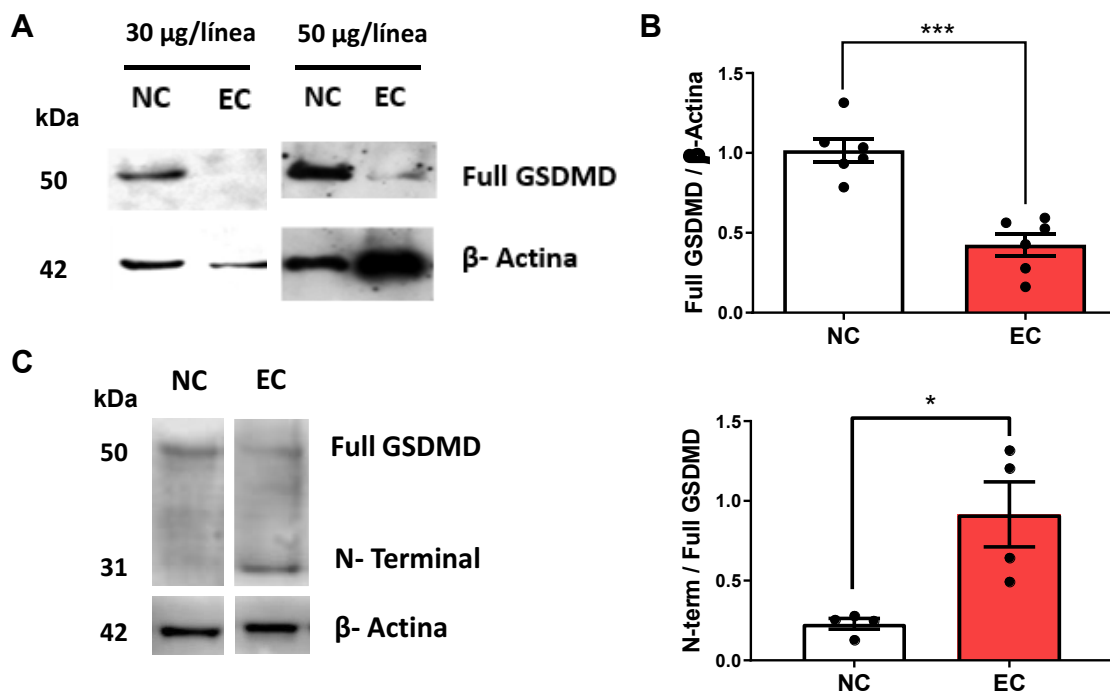 A
30 µg/línea 50 µg/línea
NC EC NC EC
kDa
50 Full GSDMD
42 β- Actina
B
***
Full GSDMD / β-Actina
1.5
1.0
0.5
0.0
NC EC
C
NC EC
kDa
50 Full GSDMD
31 N- Terminal
42 β- Actina
*
N-term / Full GSDMD
1.5
1.0
0.5
0.0
NC EC